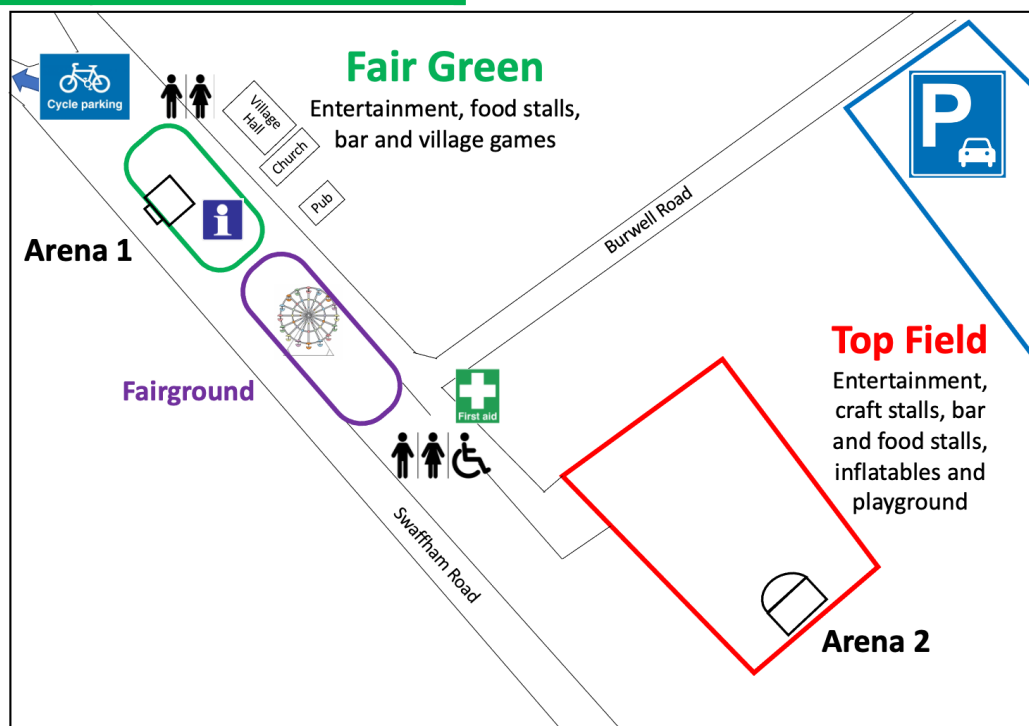 Cycle parking
Fair Green
Entertainment, food stalls,
bar and village games
Village
Hall
Church
Pub
P
i
Arena 1
Burwell Road
Fairground
First aid
Top Field
Entertainment,
craft stalls, bar
and food stalls,
inflatables and
playground
Swaffham Road
Arena 2